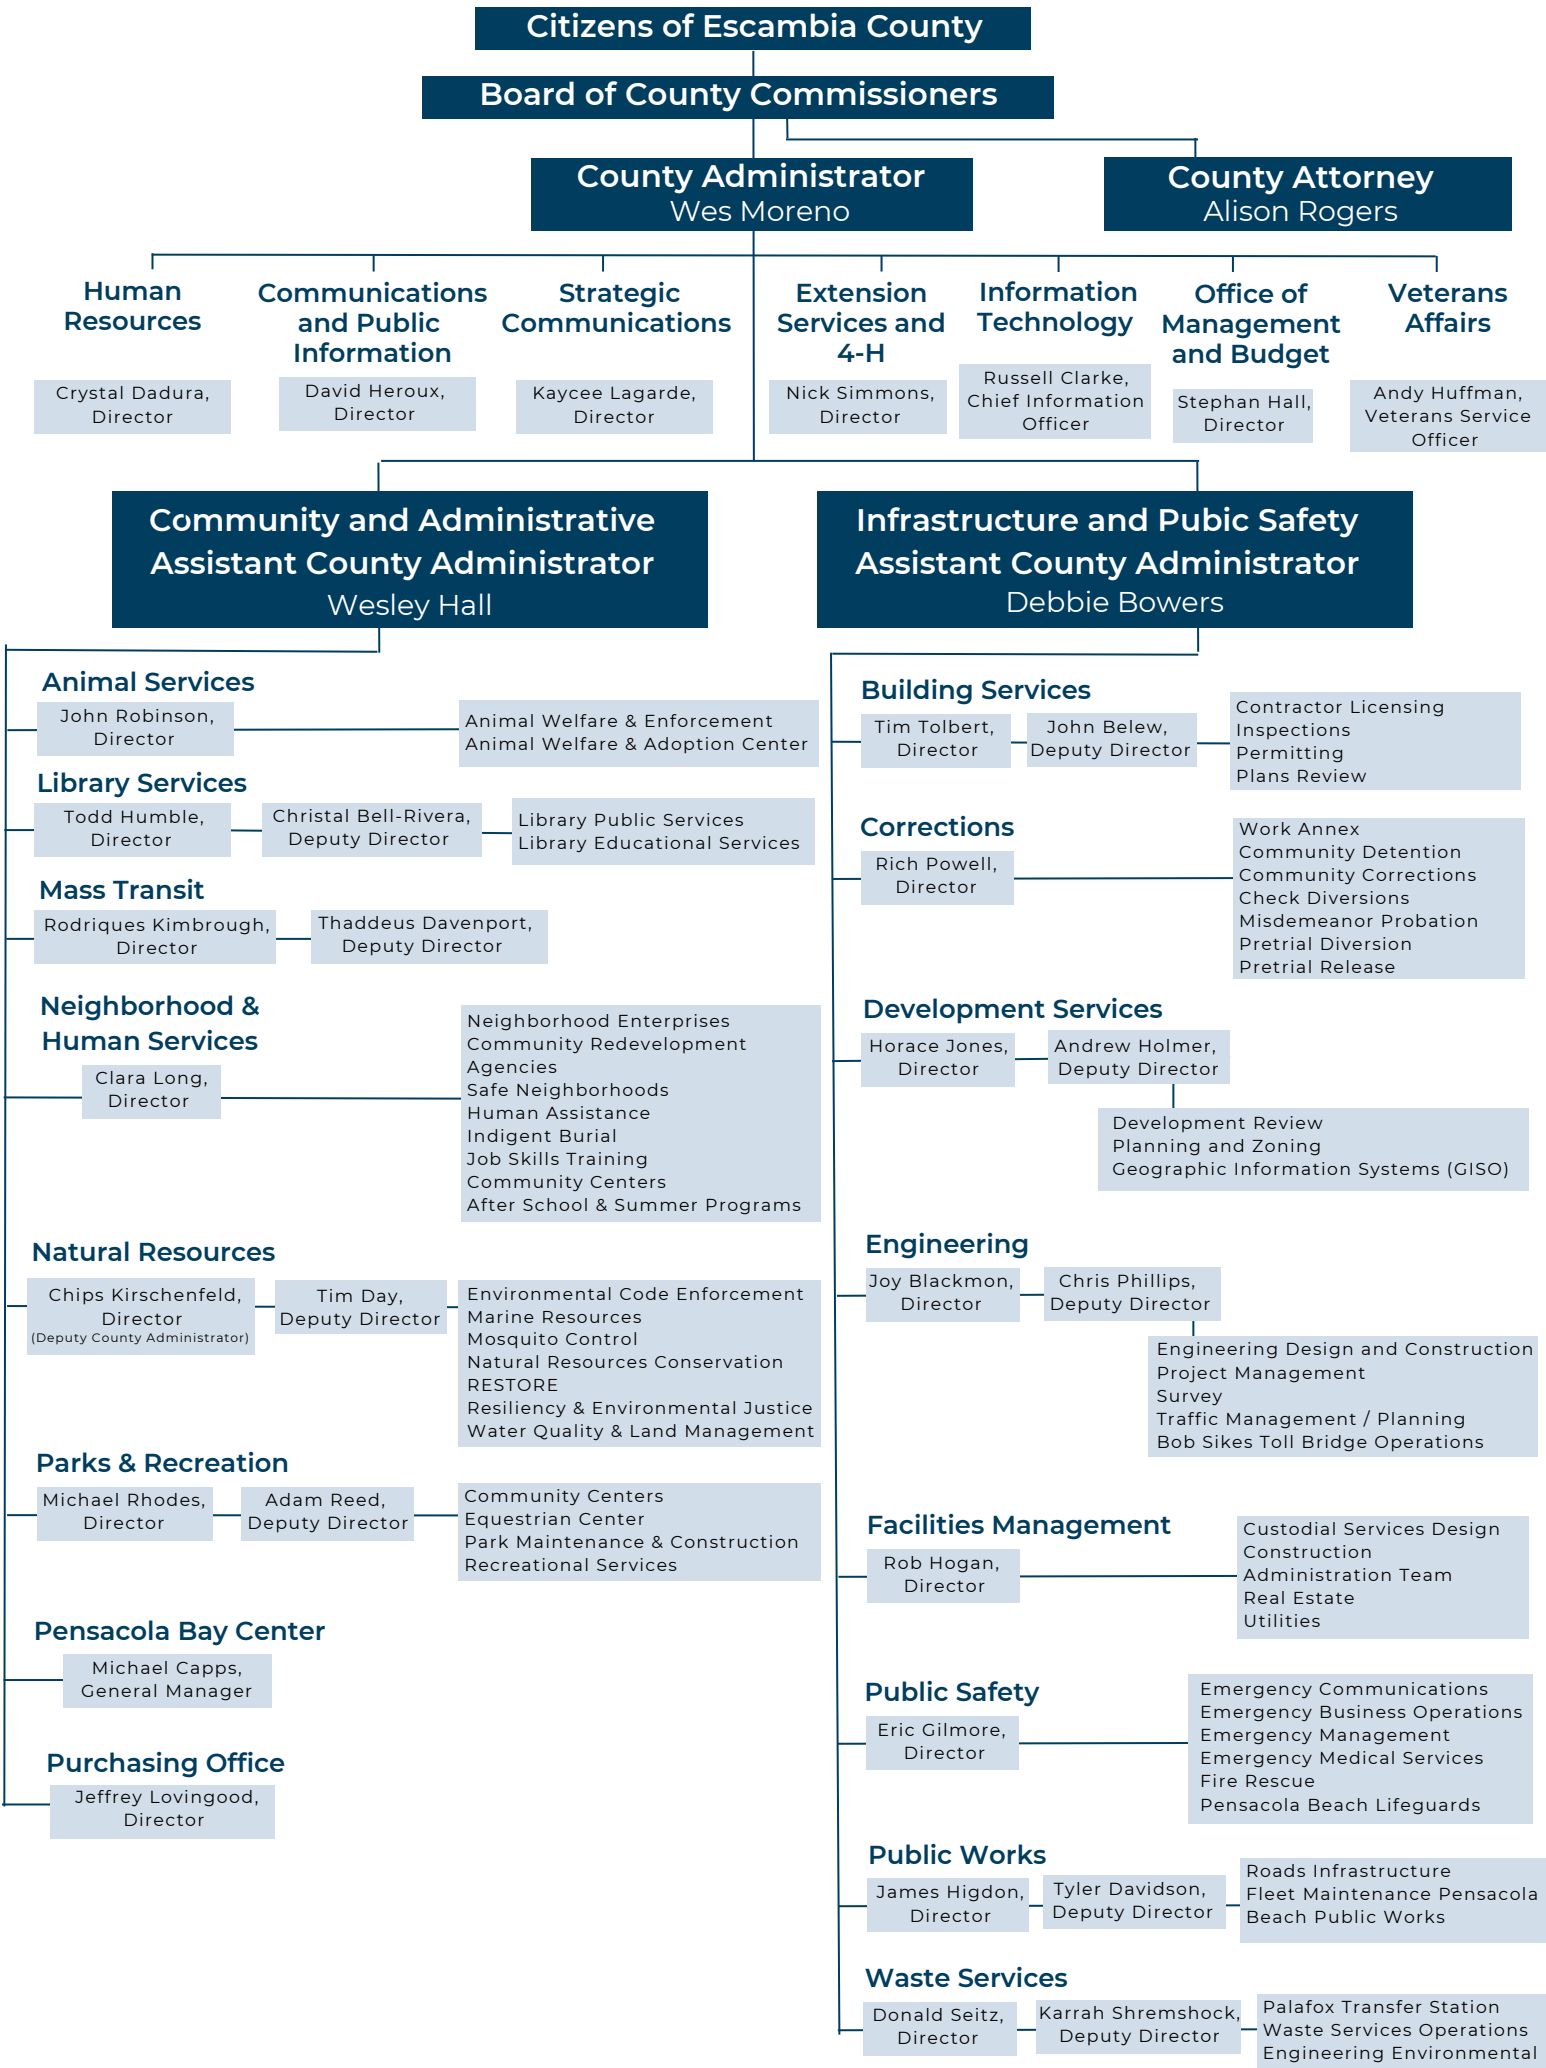 Citizens of Escambia County
Board of County Commissioners
County Administrator
Wes Moreno
County Attorney
Alison Rogers
Human
Resources
Crystal Dadura,
Director
Communications
and Public
Information
David Heroux,
Director
Strategic
Communications
Kaycee Lagarde,
Director
Extension
Services and
4-H
Nick Simmons,
Director
Information
Technology
Russell Clarke,
Chief Information
Officer
Office of
Management
and Budget
Stephan Hall,
Director
Veterans
Affairs
Andy Huffman,
Veterans Service
Officer
Community and Administrative
Assistant County Administrator
Wesley Hall
Animal Services
John Robinson,
Director
Animal Welfare & Enforcement
Animal Welfare & Adoption Center
Library Services
Todd Humble,
Director
Christal Bell-Rivera,
Deputy Director
Library Public Services
Library Educational Services
Mass Transit
Rodriques Kimbrough,
Director
Thaddeus Davenport,
Deputy Director
Neighborhood &
Human Services
Clara Long,
Director
Neighborhood Enterprises
Community Redevelopment
Agencies
Safe Neighborhoods
Human Assistance
Indigent Burial
Job Skills Training
Community Centers
After School & Summer Programs
Natural Resources
Chips Kirschenfeld,
Director
(Deputy County Administrator)
Tim Day,
Deputy Director
Environmental Code Enforcement
Marine Resources
Mosquito Control
Natural Resources Conservation
RESTORE
Resiliency & Environmental Justice
Water Quality & Land Management
Parks & Recreation
Michael Rhodes,
Director
Adam Reed,
Deputy Director
Community Centers
Equestrian Center
Park Maintenance & Construction
Recreational Services
Pensacola Bay Center
Michael Capps,
General Manager
Purchasing Office
Jeffrey Lovingood,
Director
Infrastructure and Pubic Safety
Assistant County Administrator
Debbie Bowers
Building Services
Tim Tolbert,
Director
John Belew,
Deputy Director
Contractor Licensing
Inspections
Permitting
Plans Review
Corrections
Rich Powell,
Director
Work Annex
Community Detention
Community Corrections
Check Diversions
Misdemeanor Probation
Pretrial Diversion
Pretrial Release
Development Services
Horace Jones,
Director
Andrew Holmer,
Deputy Director
Development Review
Planning and Zoning
Geographic Information Systems (GISO)
Engineering
Joy Blackmon,
Director
Chris Phillips,
Deputy Director
Engineering Design and Construction
Project Management
Survey
Traffic Management / Planning
Bob Sikes Toll Bridge Operations
Facilities Management
Rob Hogan,
Director
Custodial Services Design
Construction
Administration Team
Real Estate
Utilities
Public Safety
Eric Gilmore,
Director
Emergency Communications
Emergency Business Operations
Emergency Management
Emergency Medical Services
Fire Rescue
Pensacola Beach Lifeguards
Public Works
James Higdon,
Director
Tyler Davidson,
Deputy Director
Roads Infrastructure
Fleet Maintenance Pensacola
Beach Public Works
Waste Services
Donald Seitz,
Director
Karrah Shremshock,
Deputy Director
Palafox Transfer Station
Waste Services Operations
Engineering Environmental